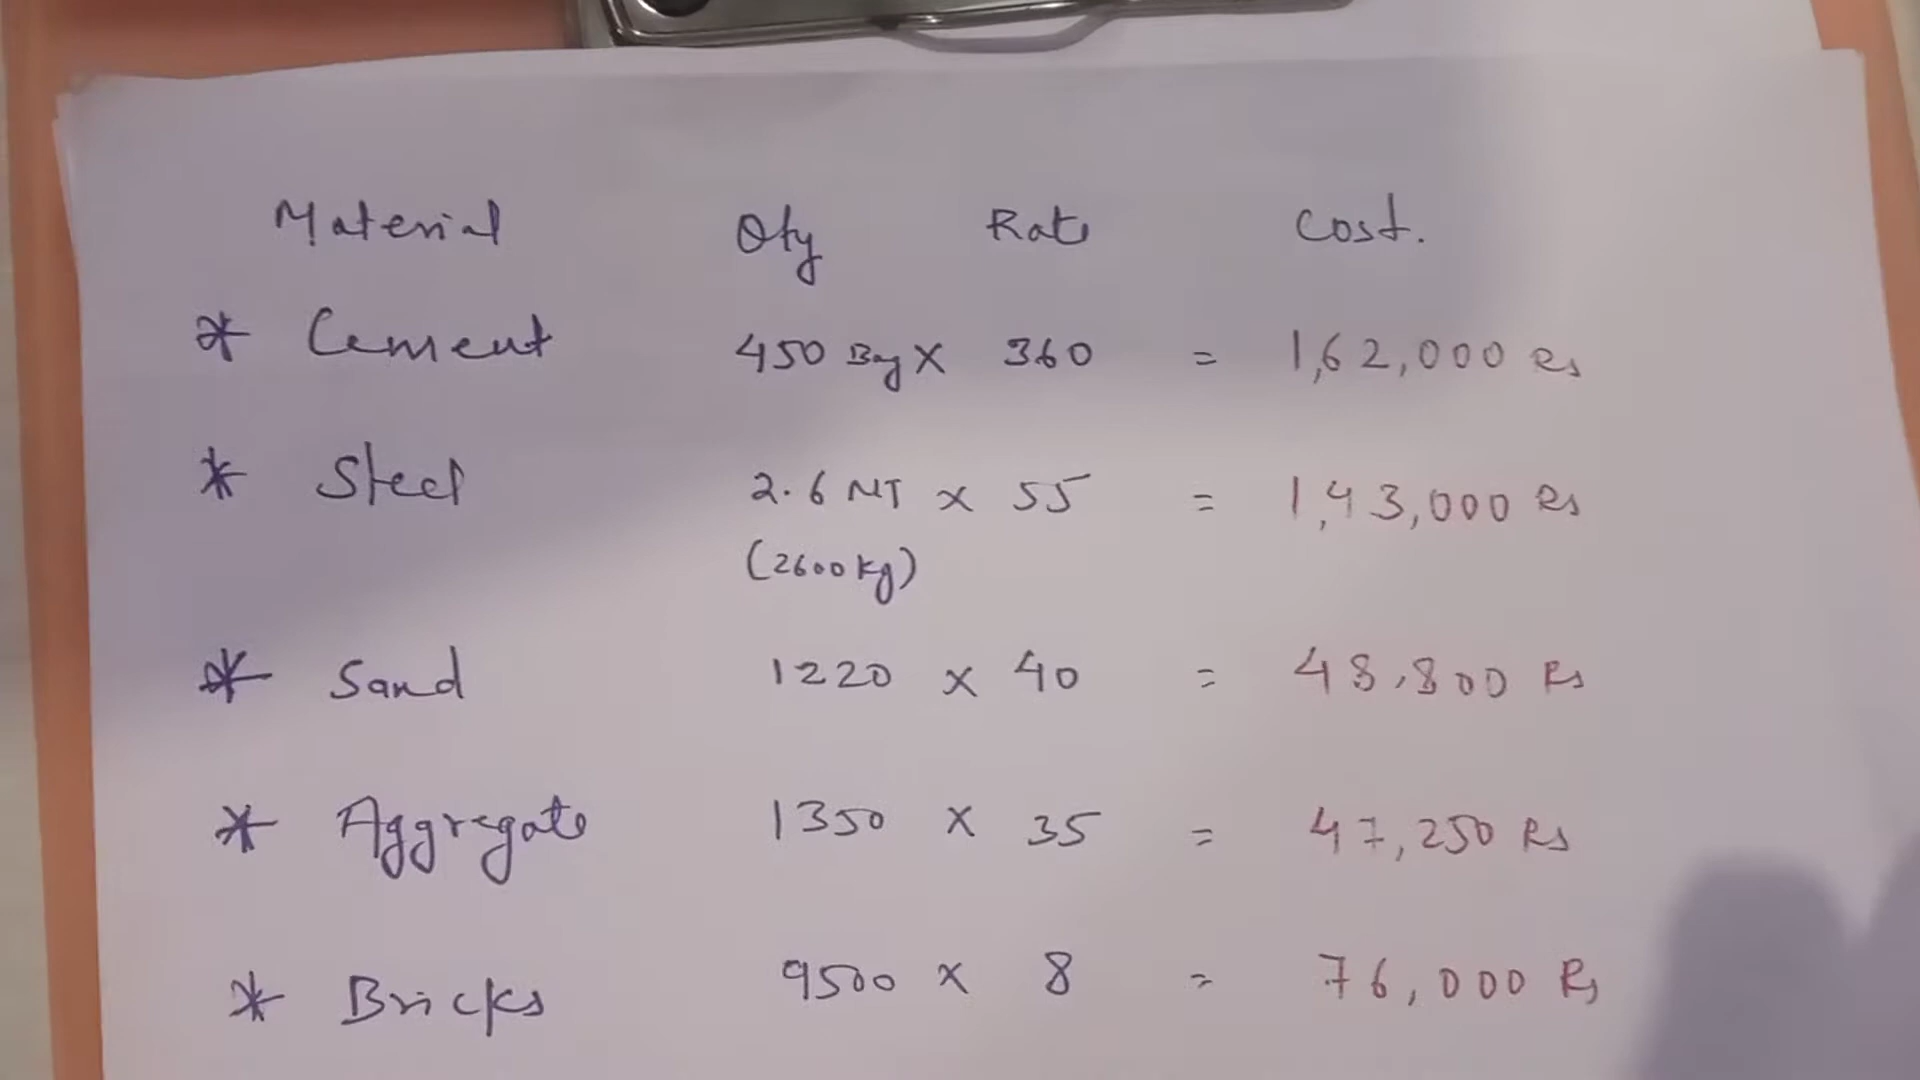 Material Qty Rate Cost.
* Cement 450 Bag X 360 = 1,62,000 Rs
* Steel 2.6 MT x 55 = 1,43,000 Rs
(2600 kg)
* Sand 1220 x 40 = 48,800 Rs
* Aggregate 1350 x 35 = 47,250 Rs
* Bricks 9500 x 8 = 76,000 Rs